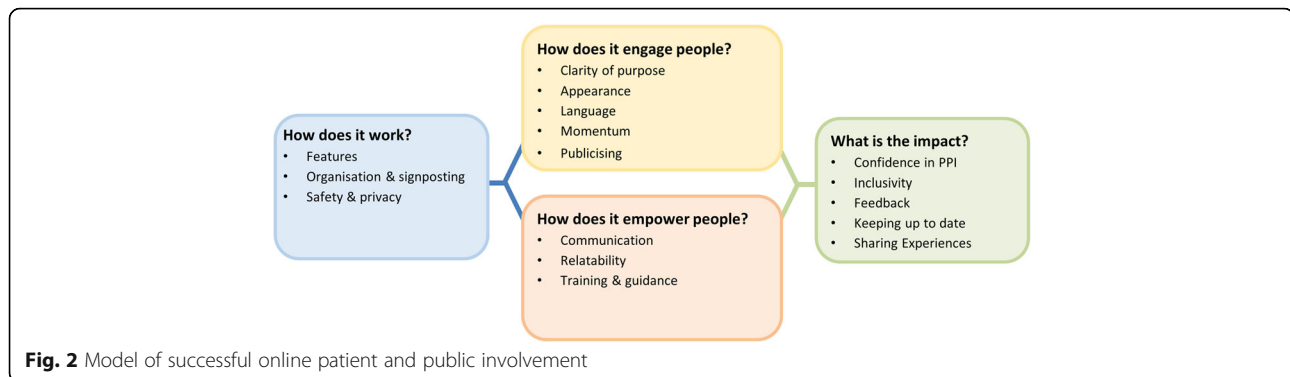 How does it work?
• Features
• Organisation & signposting
• Safety & privacy
How does it engage people?
• Clarity of purpose
• Appearance
• Language
• Momentum
• Publicising
How does it empower people?
• Communication
• Relatability
• Training & guidance
What is the impact?
• Confidence in PPI
• Inclusivity
• Feedback
• Keeping up to date
• Sharing Experiences
Fig. 2 Model of successful online patient and public involvement